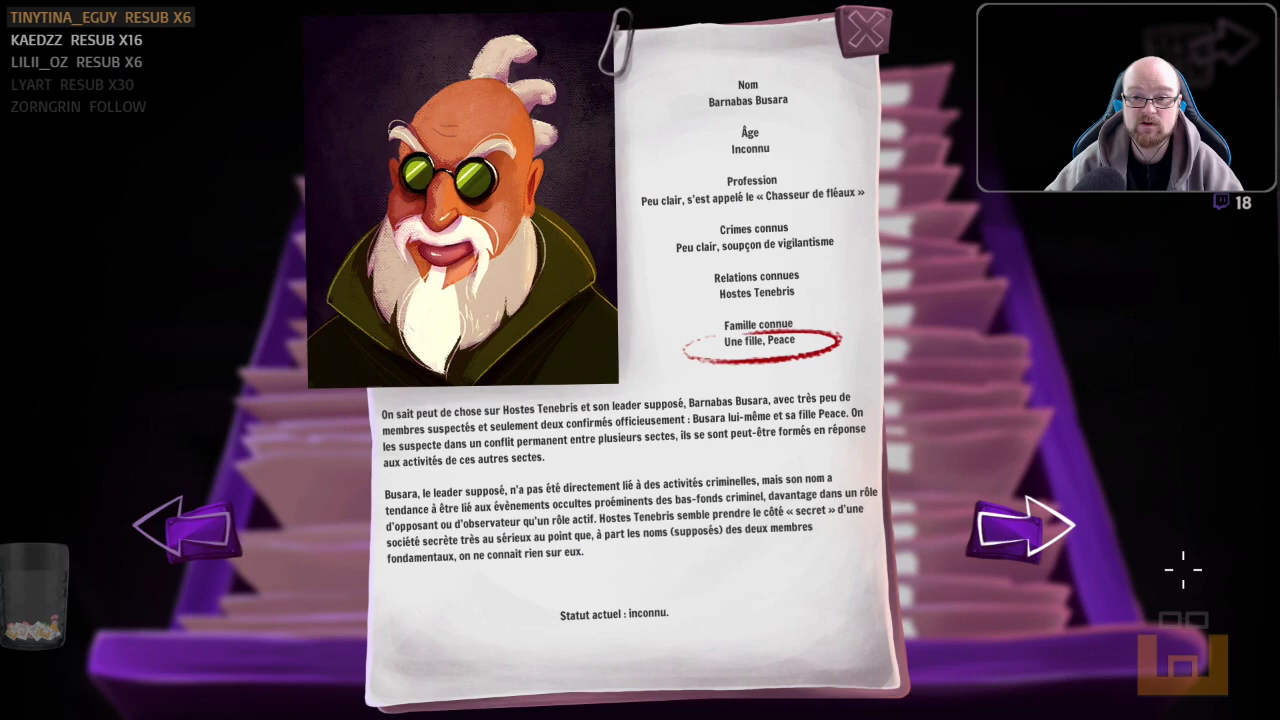 TINYTINA_EGUY RESUB X6
KAEDZZ RESUB X16
LILII_OZ RESUB X6
LYART RESUB X30
ZORNGRIN FOLLOW
Nom
Barnabas Busara
Âge
Inconnu
Profession
Peu clair, s'est appelé le « Chasseur de fléaux »
Crimes connus
Peu clair, soupçon de vigilantisme
Relations connues
Hostes Tenebris
Famille connue
Une fille, Peace
On sait peut de chose sur Hostes Tenebris et son leader supposé, Barnabas Busara, avec très peu de
membres suspectés et seulement deux confirmés officieusement : Busara lui-même et sa fille Peace. On
les suspecte dans un conflit permanent entre plusieurs sectes, ils se sont peut-être formés en réponse
aux activités de ces autres sectes.
Busara, le leader supposé, n'a pas été directement lié à des activités criminelles, mais son nom a
tendance à être lié aux évènements occultes proéminents des bas-fonds criminel, davantage dans un rôle
d'opposant ou d'observateur qu'un rôle actif. Hostes Tenebris semble prendre le côté « secret » d'une
société secrète très au sérieux au point que, à part les noms (supposés) des deux membres
fondamentaux, on ne connait rien sur eux.
Statut actuel : inconnu.
18